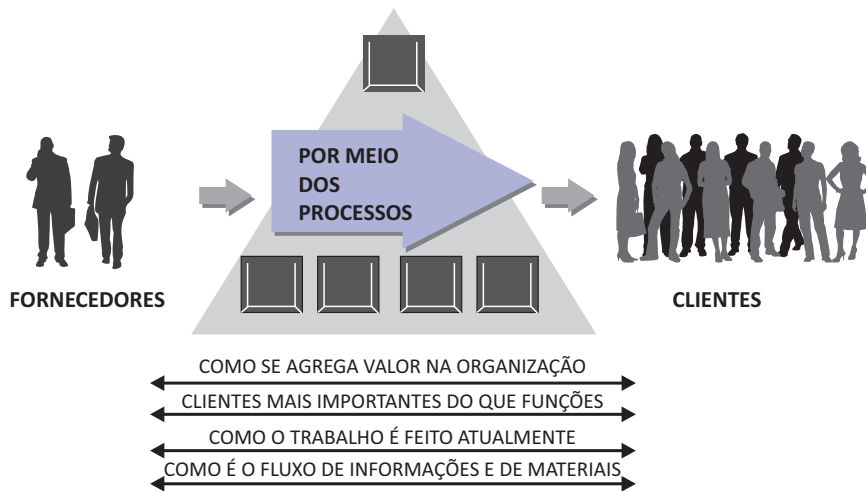 POR MEIO
DOS
PROCESSOS
FORNECEDORES
CLIENTES
COMO SE AGREGA VALOR NA ORGANIZAÇÃO
CLIENTES MAIS IMPORTANTES DO QUE FUNÇÕES
COMO O TRABALHO É FEITO ATUALMENTE
COMO É O FLUXO DE INFORMAÇÕES E DE MATERIAIS